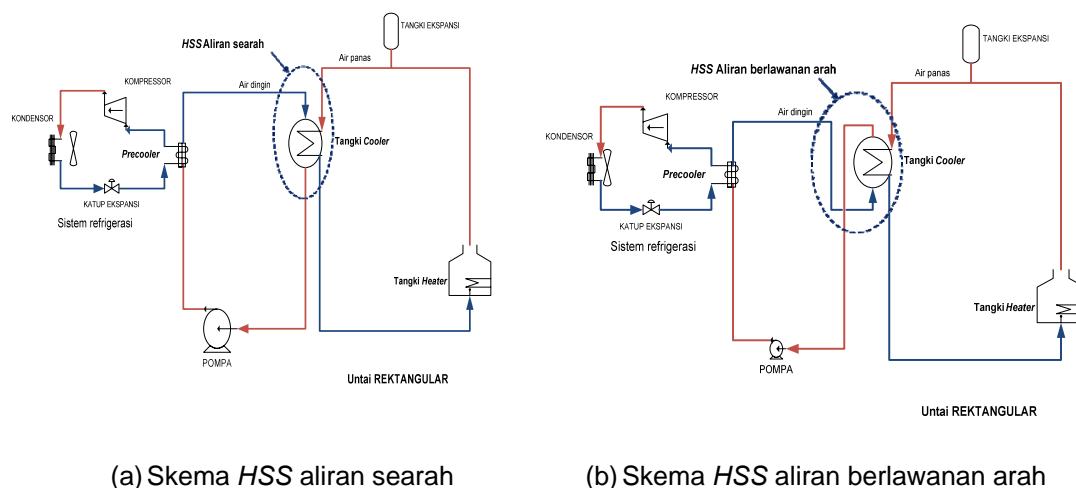 TANGKI EKSPANSI
HSS Aliran searah
Air panas
Air dingin
KOMPRESSOR
KONDENSOR
Precooler
Tangki Cooler
KATUP EKSPANSI
Sistem refrigerasi
Tangki Heater
POMPA
Untai REKTANGULAR
(a) Skema HSS aliran searah
TANGKI EKSPANSI
HSS Aliran berlawanan arah
Air panas
KOMPRESSOR
Air dingin
KONDENSOR
Precooler
Tangki Cooler
KATUP EKSPANSI
Sistem refrigerasi
Tangki Heater
POMPA
Untai REKTANGULAR
(b) Skema HSS aliran berlawanan arah